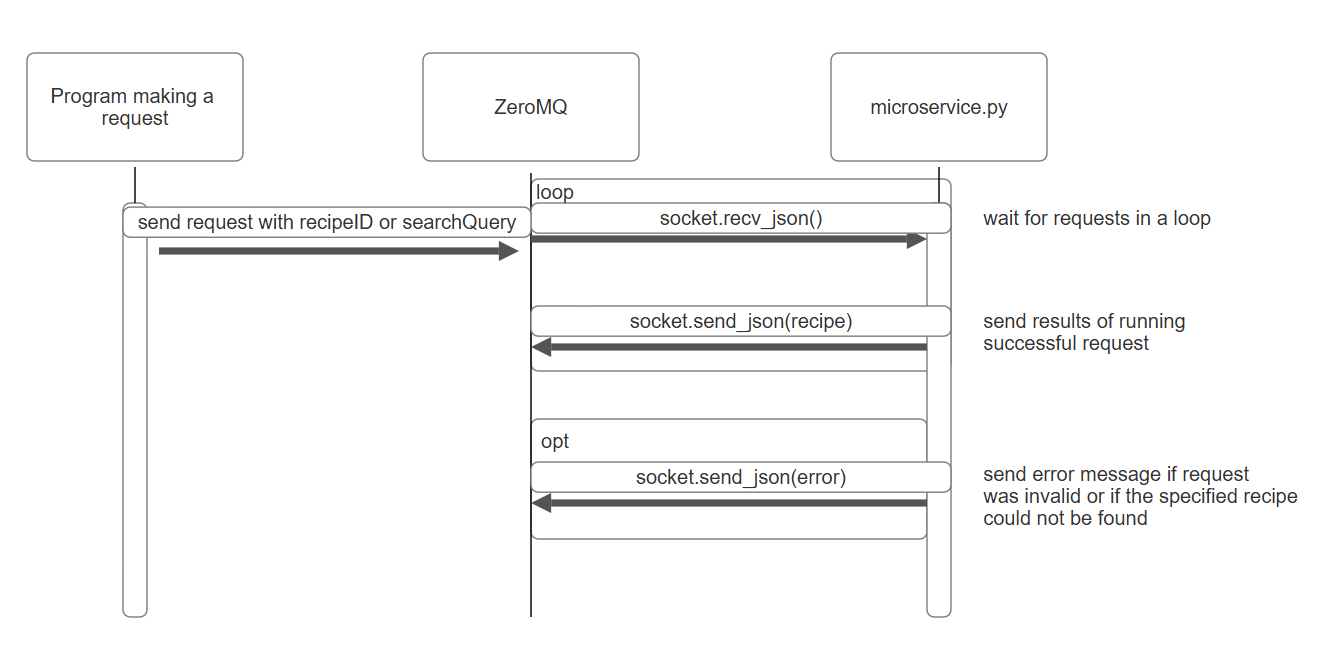 Program making a
request
ZeroMQ
microservice.py
loop
send request with recipeID or searchQuery
socket.recv_json()
wait for requests in a loop
socket.send_json(recipe)
send results of running
successful request
opt
socket.send_json(error)
send error message if request
was invalid or if the specified recipe
could not be found